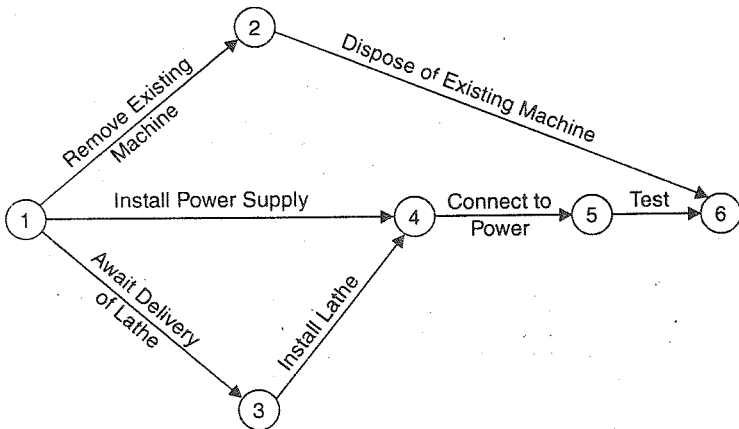 2
Dispose of Existing Machine
Remove Existing
Machine
1
Install Power Supply
4
Connect to
Power
5
Test
6
Await Delivery
of Lathe
Install Lathe
3